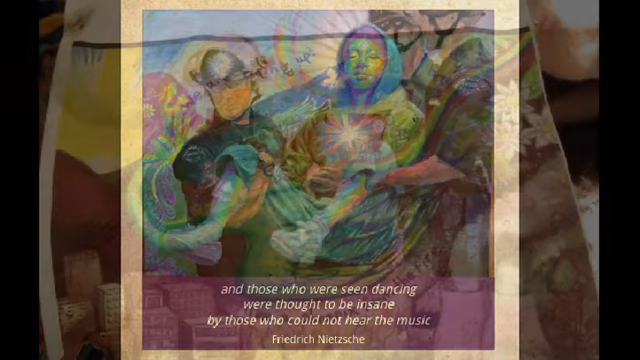 up!
and those who were seen dancing
were thought to be insane
by those who could not hear the music
Friedrich Nietzsche